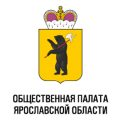 ОБЩЕСТВЕННАЯ ПАЛАТА
ЯРОСЛАВСКОЙ ОБЛАСТИ